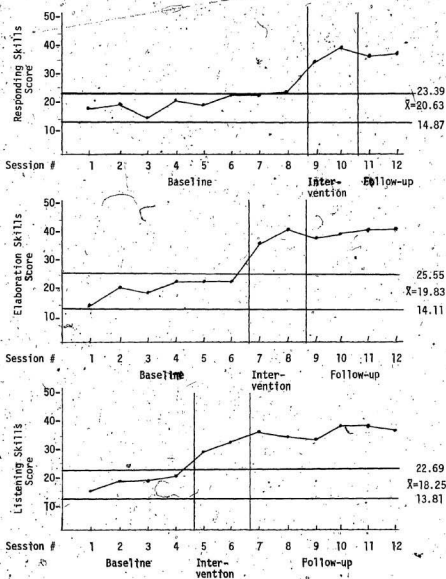 50
40
30
20
10
Responding Skills
Score
23.39
X̄=20.63
14.87
Session # 1 2 3 4 5 6 7 8 9 10 11 12
Baseline Inter- Follow-up
vention
50
40
30
20
10
Elaboration Skills
Score
25.55
X̄=19.83
14.11
Session # 1 2 3 4 5 6 7 8 9 10 11 12
Baseline Inter- Follow-up
vention
50
40
30
20
10
Listening Skills
Score
22.69
X̄=18.25
13.81
Session # 1 2 3 4 5 6 7 8 9 10 11 12
Baseline Inter- Follow-up
vention